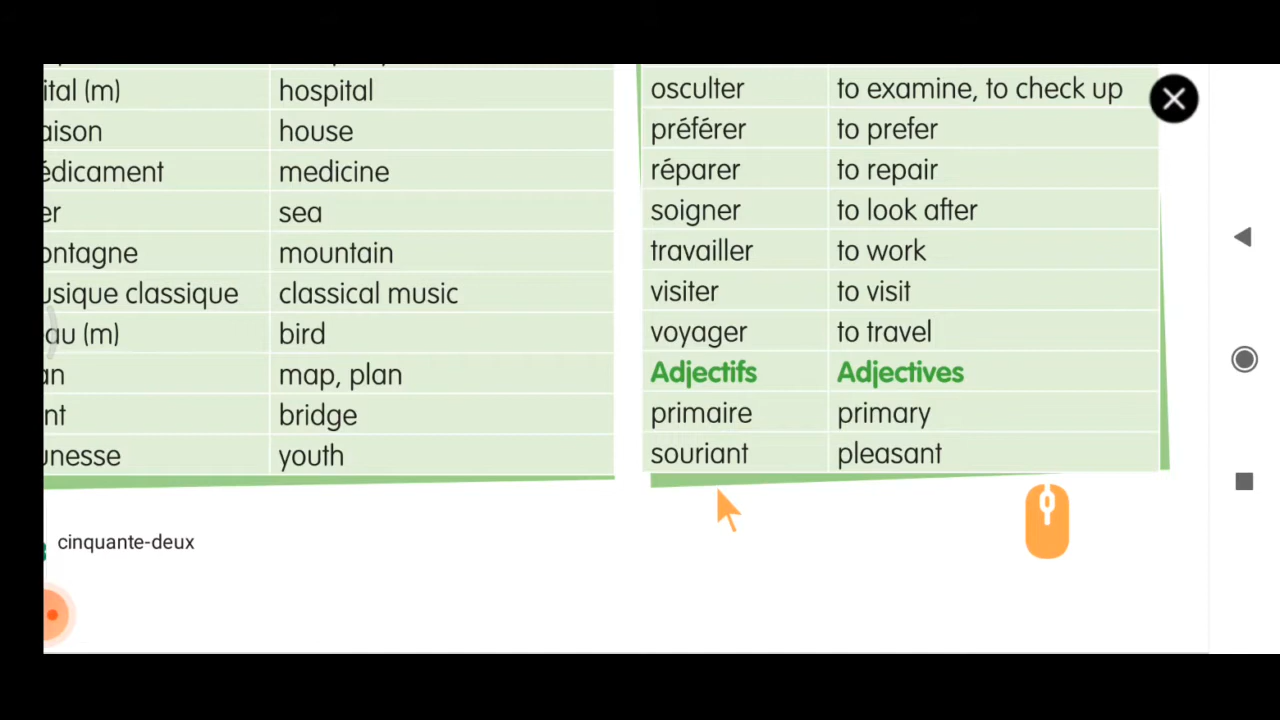 ital (m) hospital
aison house
édicament medicine
er sea
ontagne mountain
usique classique classical music
au (m) bird
an map, plan
nt bridge
unesse youth
cinquante-deux
osculter to examine, to check up
préférer to prefer
réparer to repair
soigner to look after
travailler to work
visiter to visit
voyager to travel
Adjectifs Adjectives
primaire primary
souriant pleasant